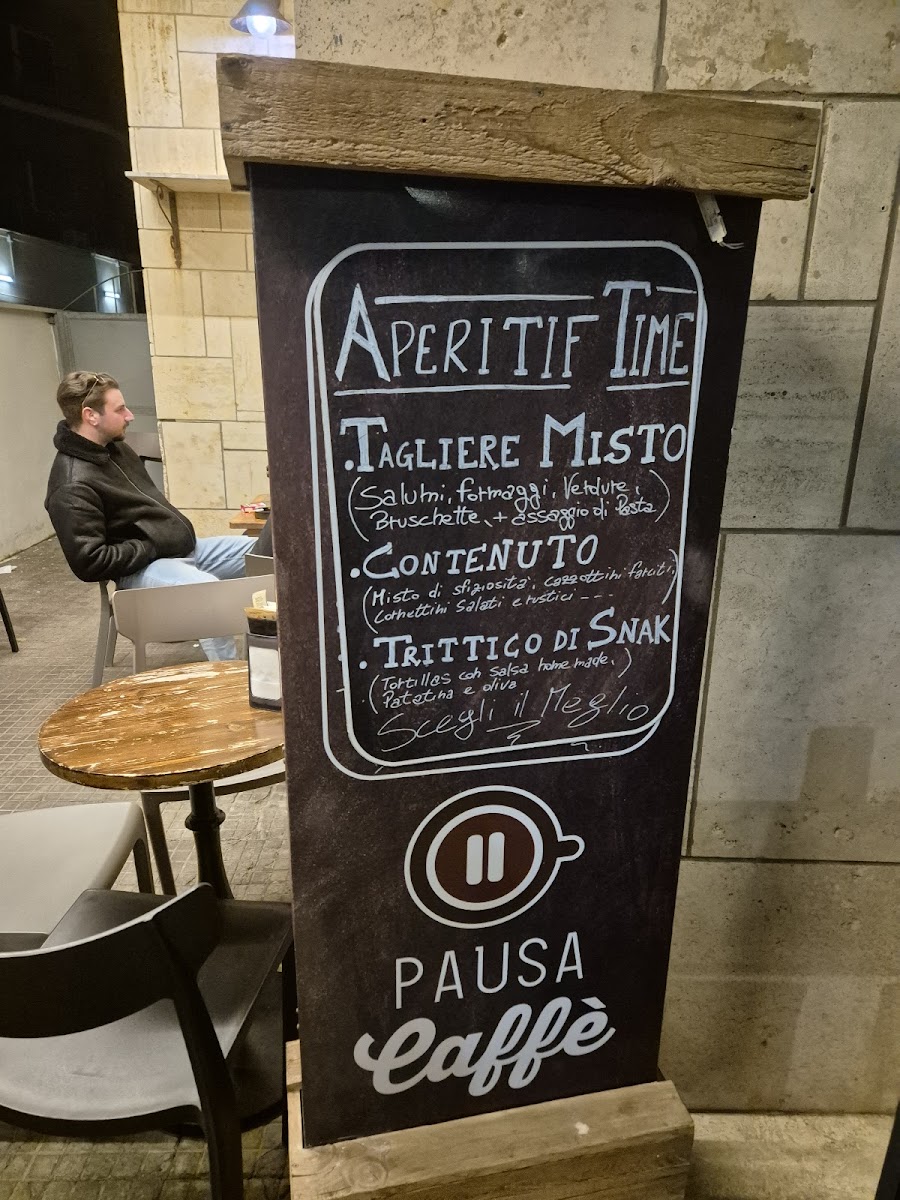 APERITIF TIME
. TAGLIERE MISTO
(Salumi, formaggi, Verdure,
Bruschette, + assaggio di Pasta)
. CONTENUTO
(Misto di sfiziosità, cazzottini farciti,
Cornettini salati e rustici ---
. TRITTICO DI SNAK
(Tortillas con salsa home made,)
Patatina e oliva
Scegli il Meglio
PAUSA
Caffè